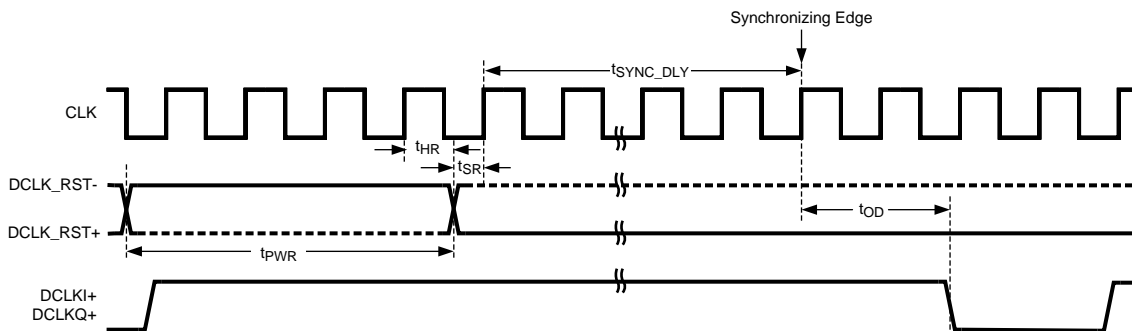 Synchronizing Edge
tSYNC_DLY
CLK
tHR
tSR
DCLK_RST-
tOD
DCLK_RST+
tPWR
DCLKI+
DCLKQ+